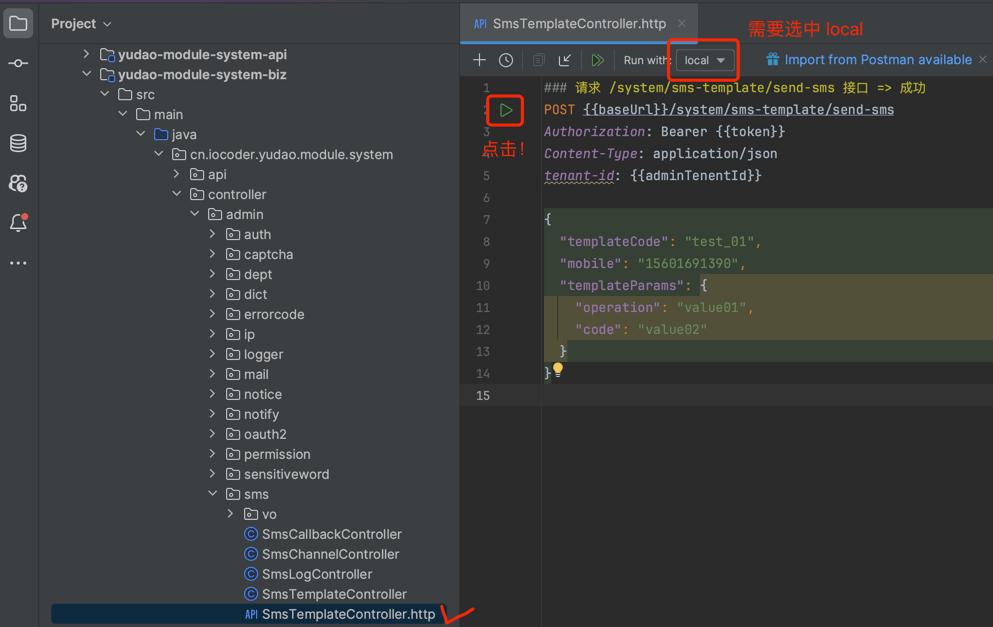 Project
yudao-module-system-api
yudao-module-system-biz
src
main
java
cn.iocoder.yudao.module.system
api
controller
admin
auth
captcha
dept
dict
errorcode
ip
logger
mail
notice
notify
oauth2
permission
sensitiveword
sms
vo
SmsCallbackController
SmsChannelController
SmsLogController
SmsTemplateController
API SmsTemplateController.http
API SmsTemplateController.http
需要选中 local
Run with: local
Import from Postman available
1 ### 请求 /system/sms-template/send-sms 接口 => 成功
POST {{baseUrl}}/system/sms-template/send-sms
3 Authorization: Bearer {{token}}
点击！
Content-Type: application/json
5 tenant-id: {{adminTenentId}}
6
7 {
8 "templateCode": "test_01",
9 "mobile": "15601691390",
10 "templateParams": {
11 "operation": "value01",
12 "code": "value02"
13 }
14 }
15